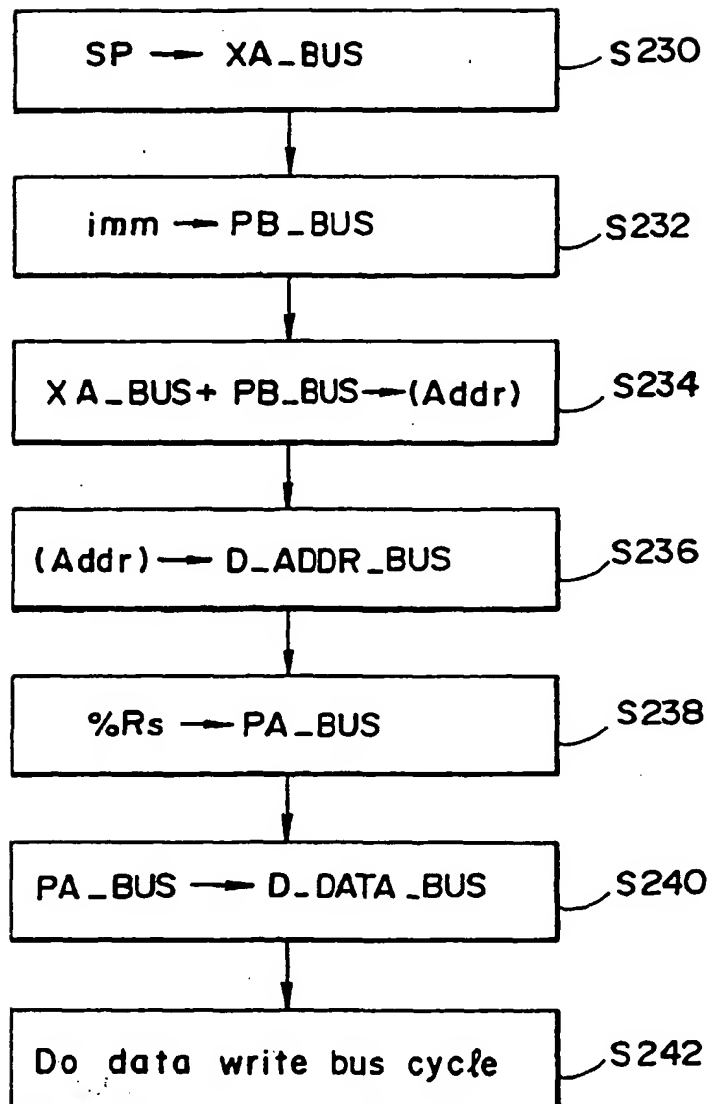 SP → XA_BUS
S230
imm → PB_BUS
S232
XA_BUS + PB_BUS → (Addr)
S234
(Addr) → D_ADDR_BUS
S236
%Rs → PA_BUS
S238
PA_BUS → D_DATA_BUS
S240
Do data write bus cycle
S242